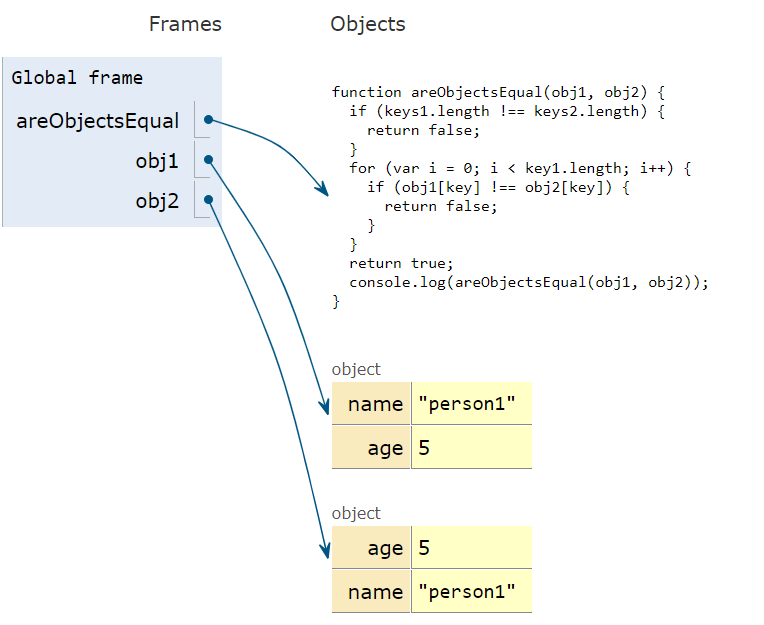 Frames
Objects
Global frame
areObjectsEqual
obj1
obj2
function areObjectsEqual(obj1, obj2) {
  if (keys1.length !== keys2.length) {
    return false;
  }
  for (var i = 0; i < key1.length; i++) {
    if (obj1[key] !== obj2[key]) {
      return false;
    }
  }
  return true;
  console.log(areObjectsEqual(obj1, obj2));
}
object
name "person1"
age 5
object
age 5
name "person1"